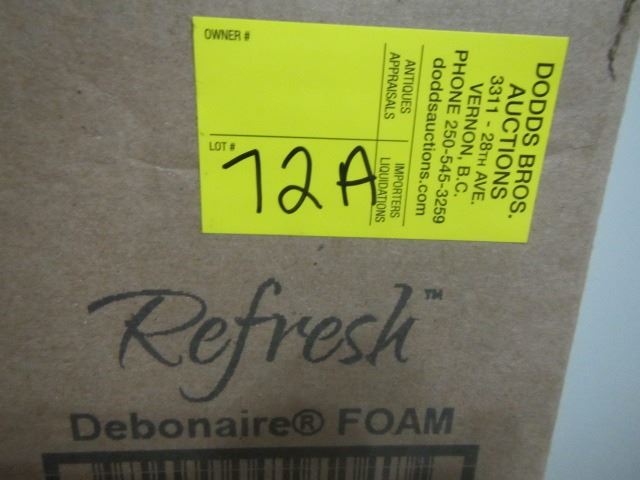 OWNER #
LOT #
72A
ANTIQUES
APPRAISALS
IMPORTERS
LIQUIDATIONS
DODDS BROS.
AUCTIONS
3311 - 28TH AVE.
VERNON, B.C.
PHONE 250-545-3259
doddsauctions.com
Refresh™
Debonaire® FOAM